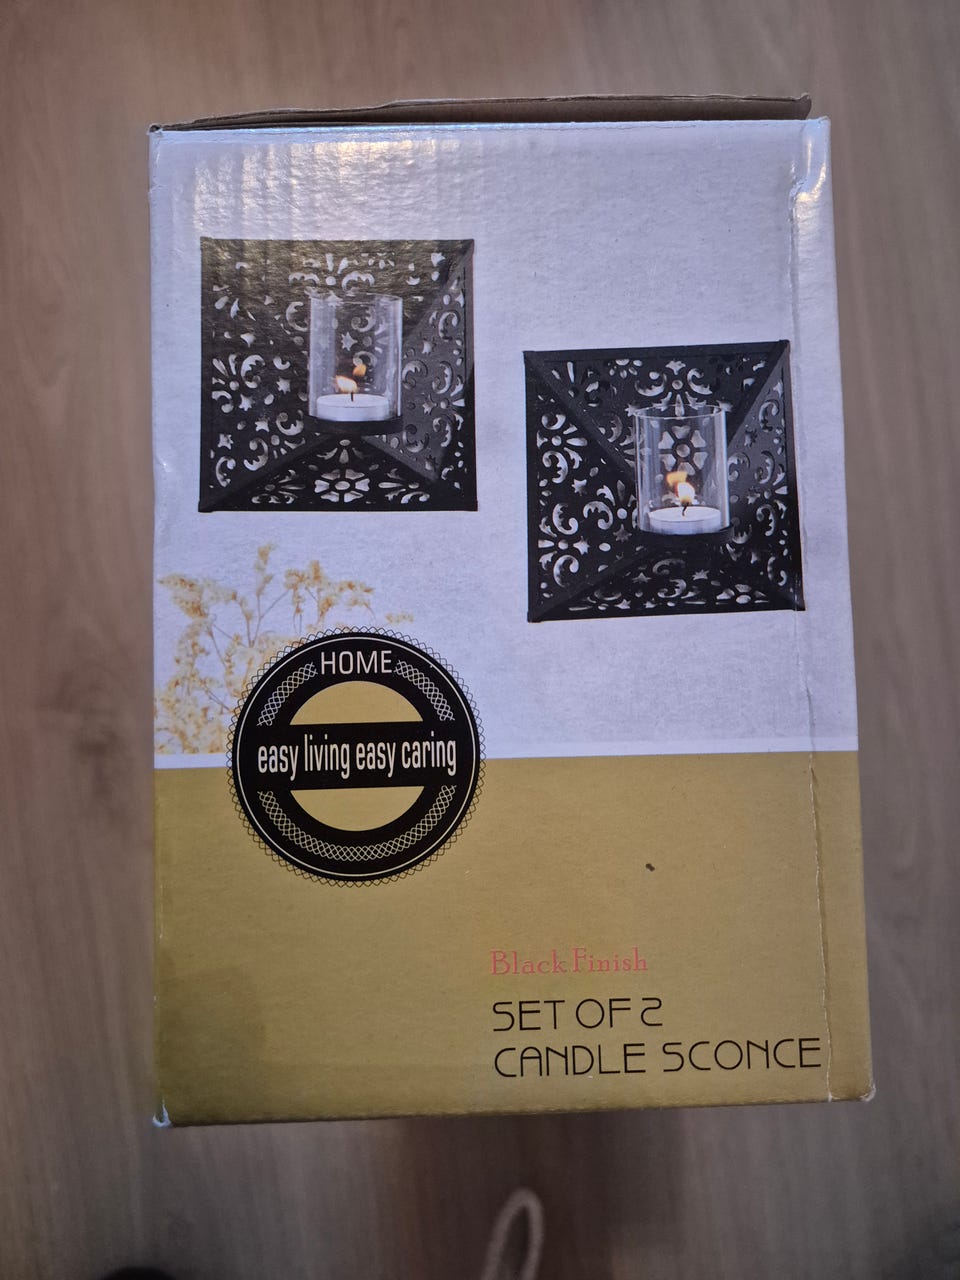 HOME
easy living easy caring
Black Finish
SET OF 2
CANDLE SCONCE